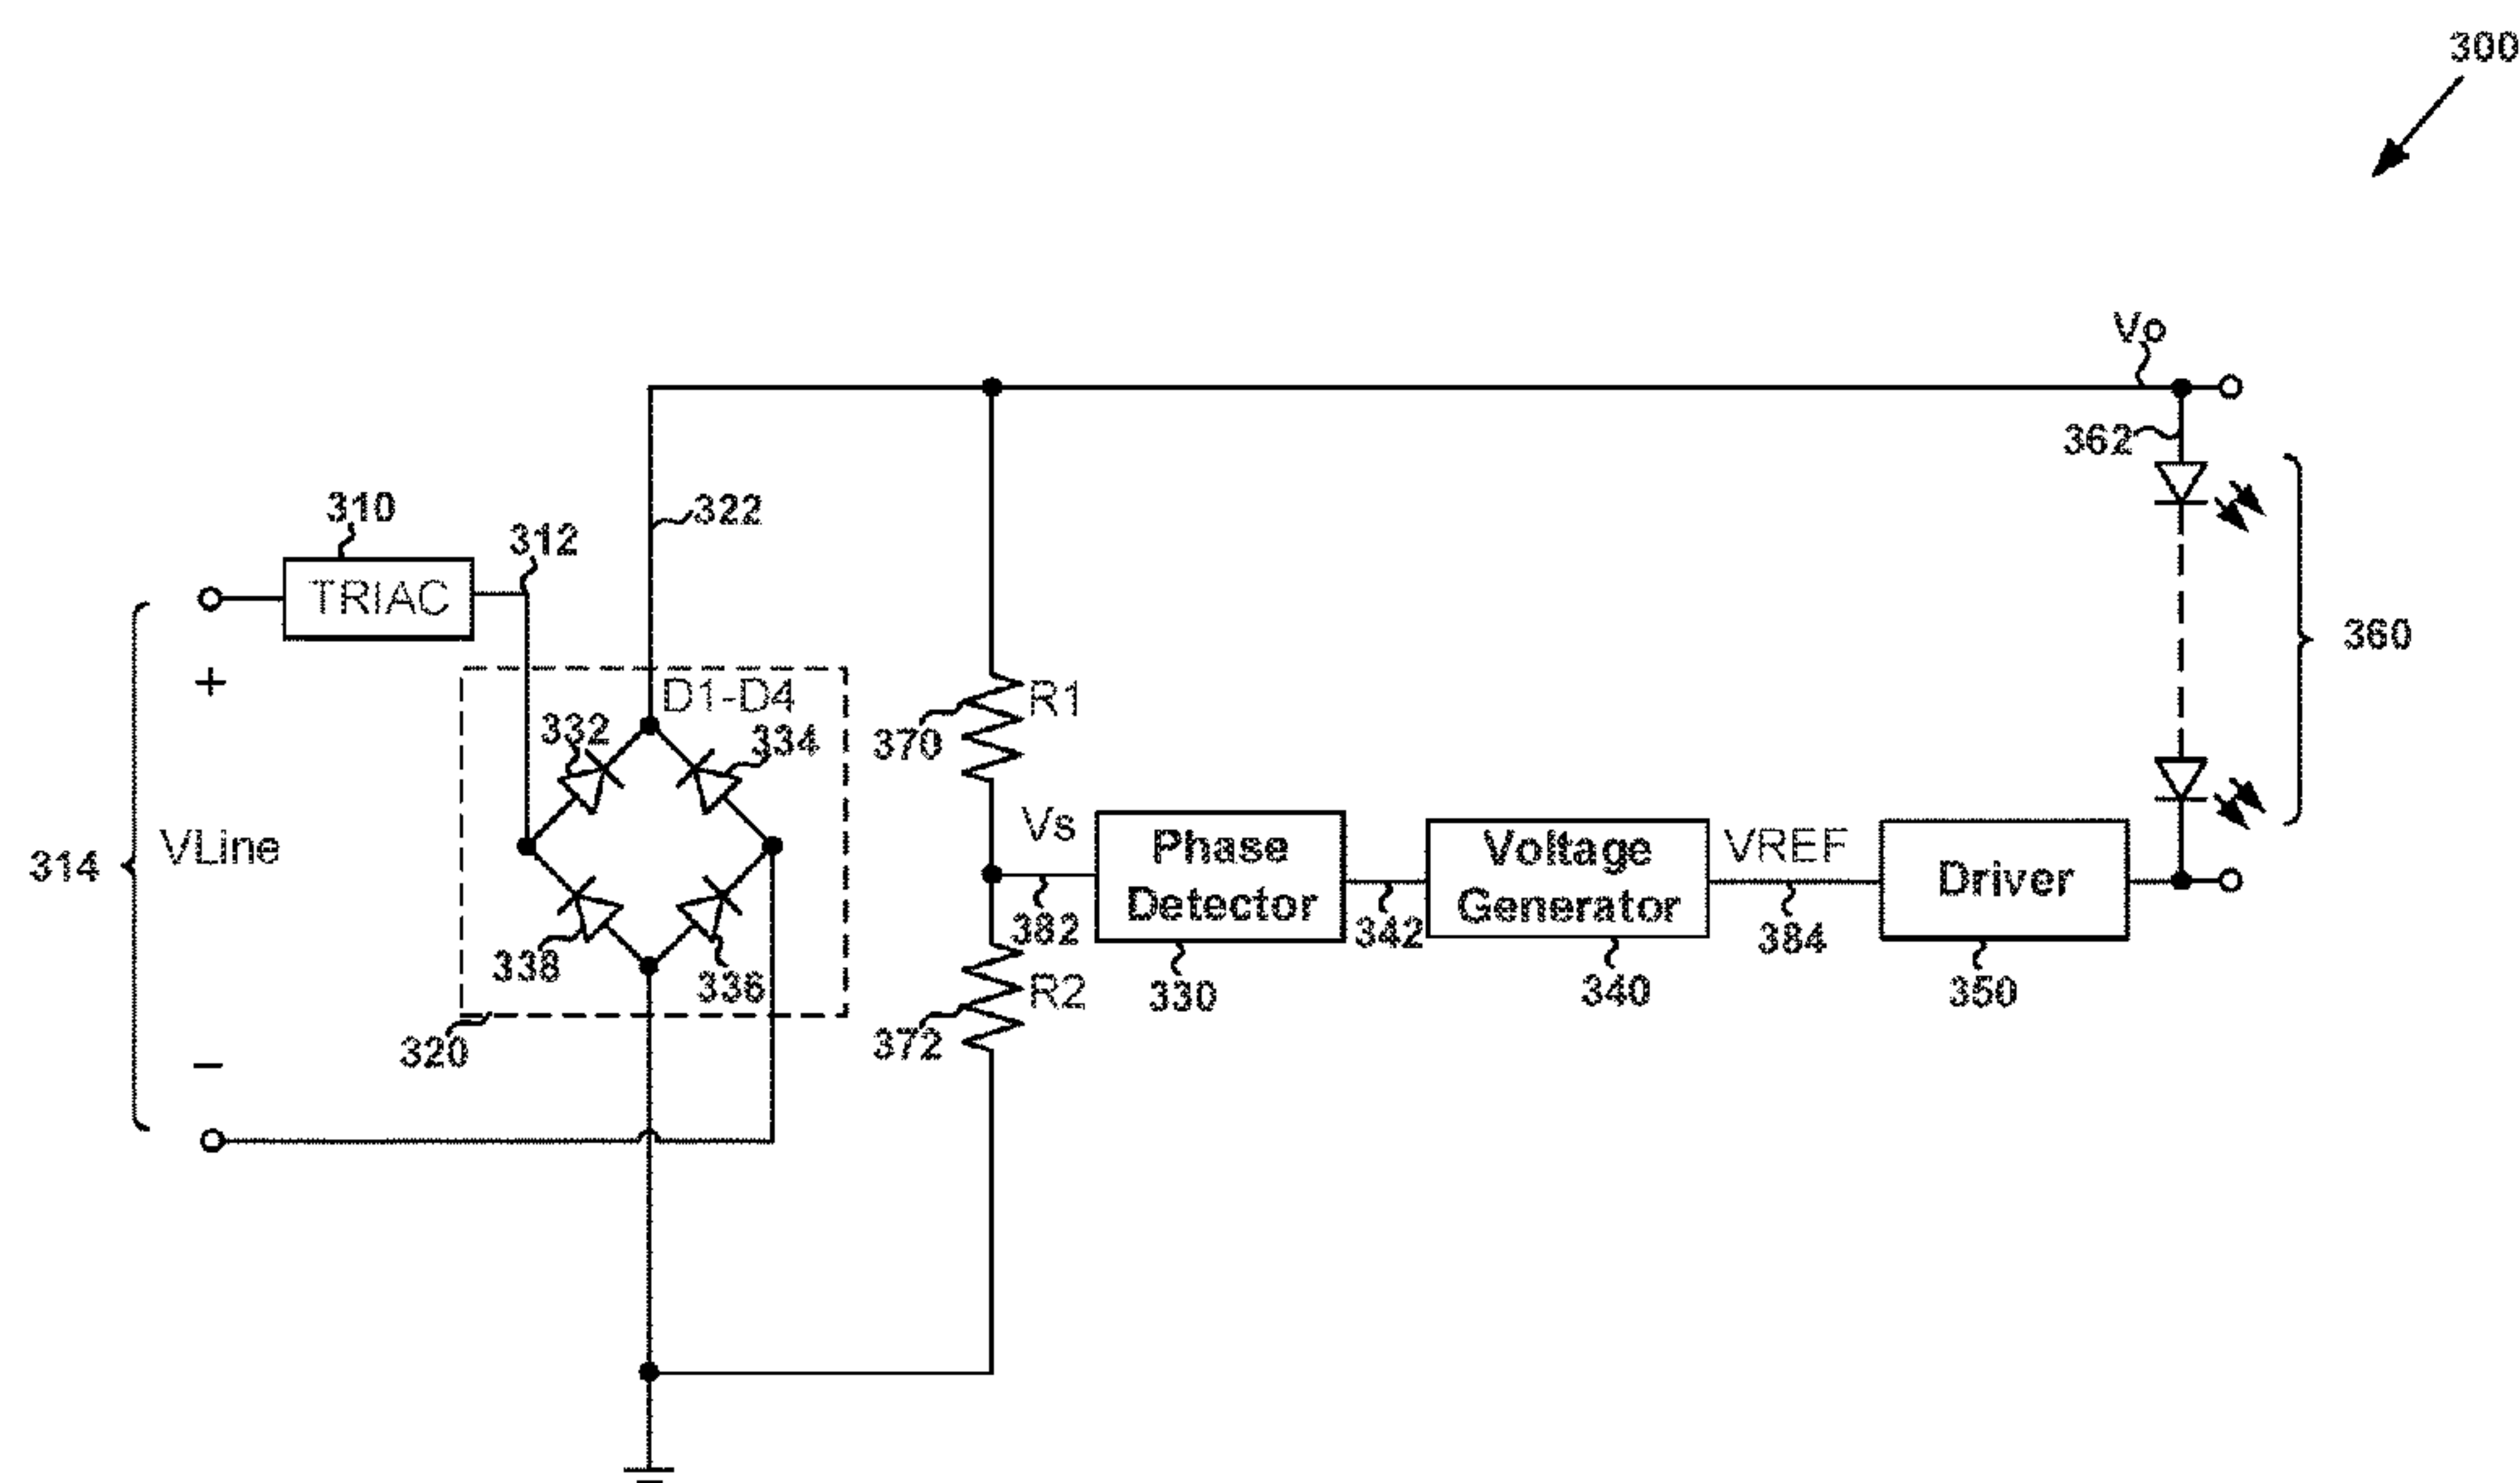 300
Vo
362
310
312
322
TRIAC
360
+
D1-D4
332
334
R1
370
Vs
Phase
Detector
Voltage
Generator
VREF
Driver
314
VLine
382
342
384
338
336
R2
330
340
350
372
320
−